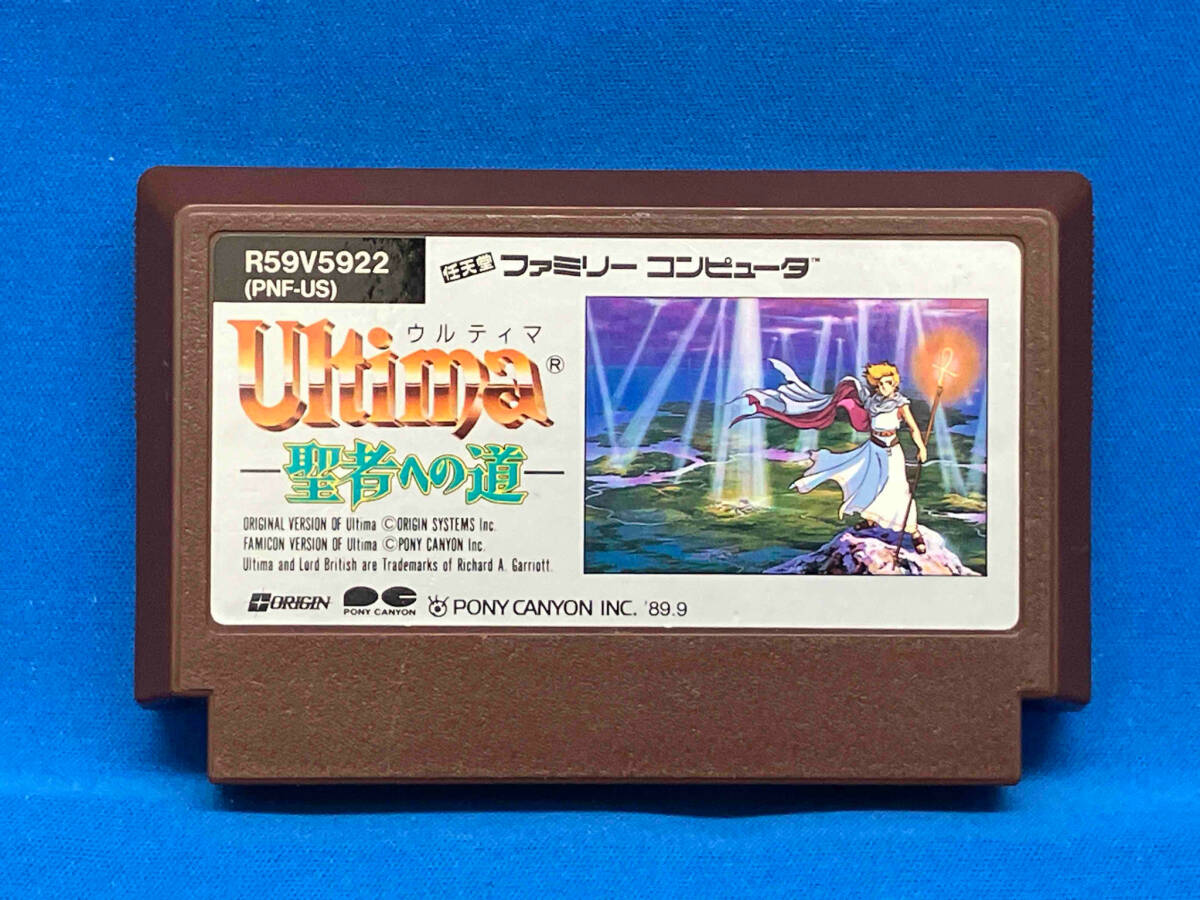 R59V5922
(PNF-US)
任天堂 ファミリー コンピュータ™
ウルティマ
Ultima®
聖者への道
ORIGINAL VERSION OF Ultima ©ORIGIN SYSTEMS Inc.
FAMICON VERSION OF Ultima ©PONY CANYON Inc.
Ultima and Lord British are Trademarks of Richard A. Garriott.
ORIGIN PONY CANYON PONY CANYON INC. '89.9